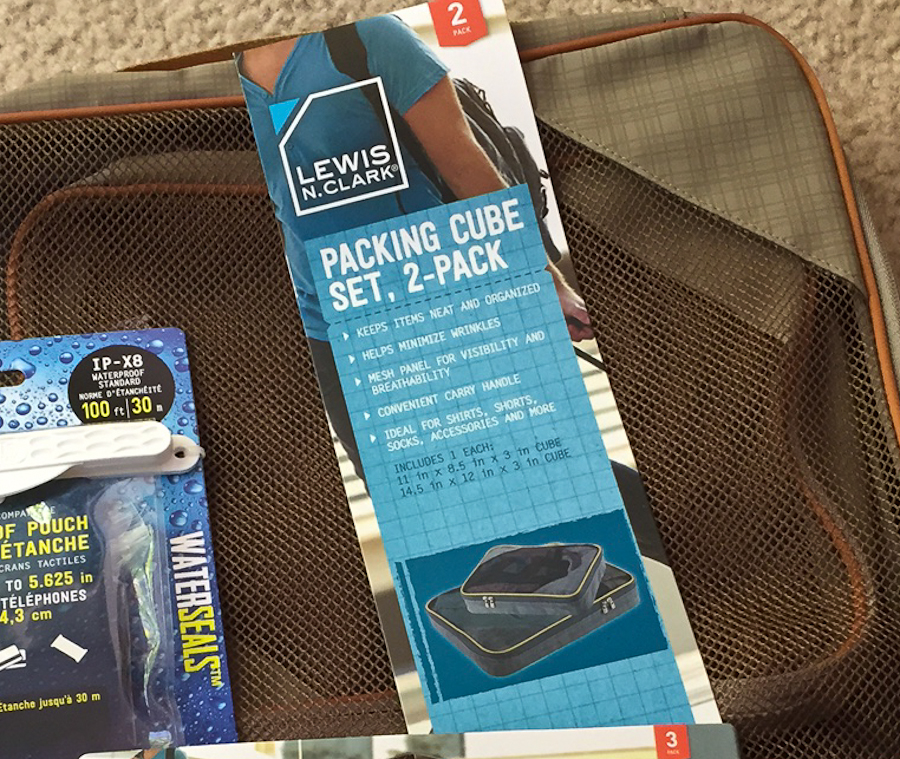 2
PACK
LEWIS
N.CLARK®
PACKING CUBE
SET, 2-PACK
KEEPS ITEMS NEAT AND ORGANIZED
HELPS MINIMIZE WRINKLES
MESH PANEL FOR VISIBILITY AND
BREATHABILITY
CONVENIENT CARRY HANDLE
IDEAL FOR SHIRTS, SHORTS,
SOCKS, ACCESSORIES AND MORE
INCLUDES 1 EACH:
11 in x 8.5 in x 3 in CUBE
14.5 in x 12 in x 3 in CUBE
IP-X8
WATERPROOF
STANDARD
NORME D'ÉTANCHÉITÉ
100 ft | 30 m
OF POUCH
ÉTANCHE
CRANS TACTILES
TO 5.625 in
TÉLÉPHONES
4,3 cm
Etanche jusqu'à 30 m
WATERSEALS™
3
PACK